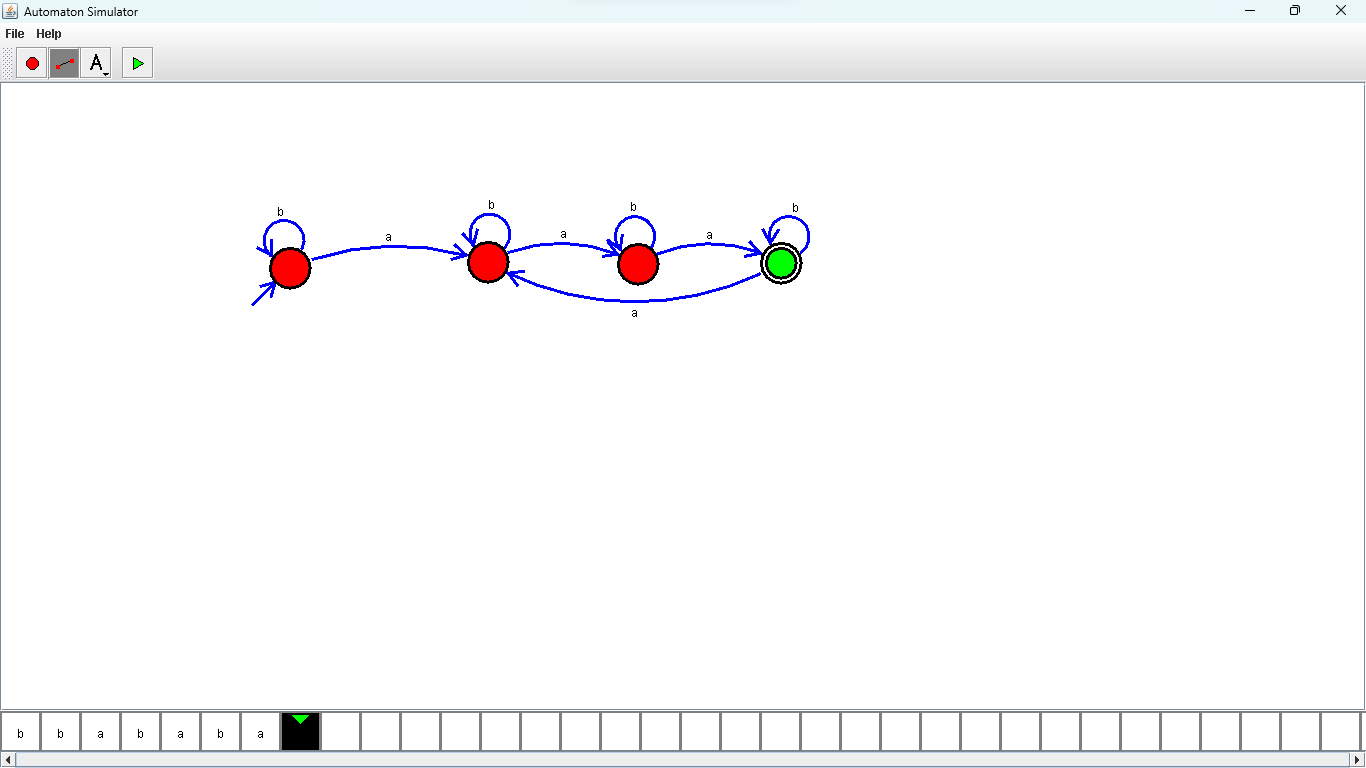 Automaton Simulator
File Help
A
b b b b
a a a
a
b b a b a b a